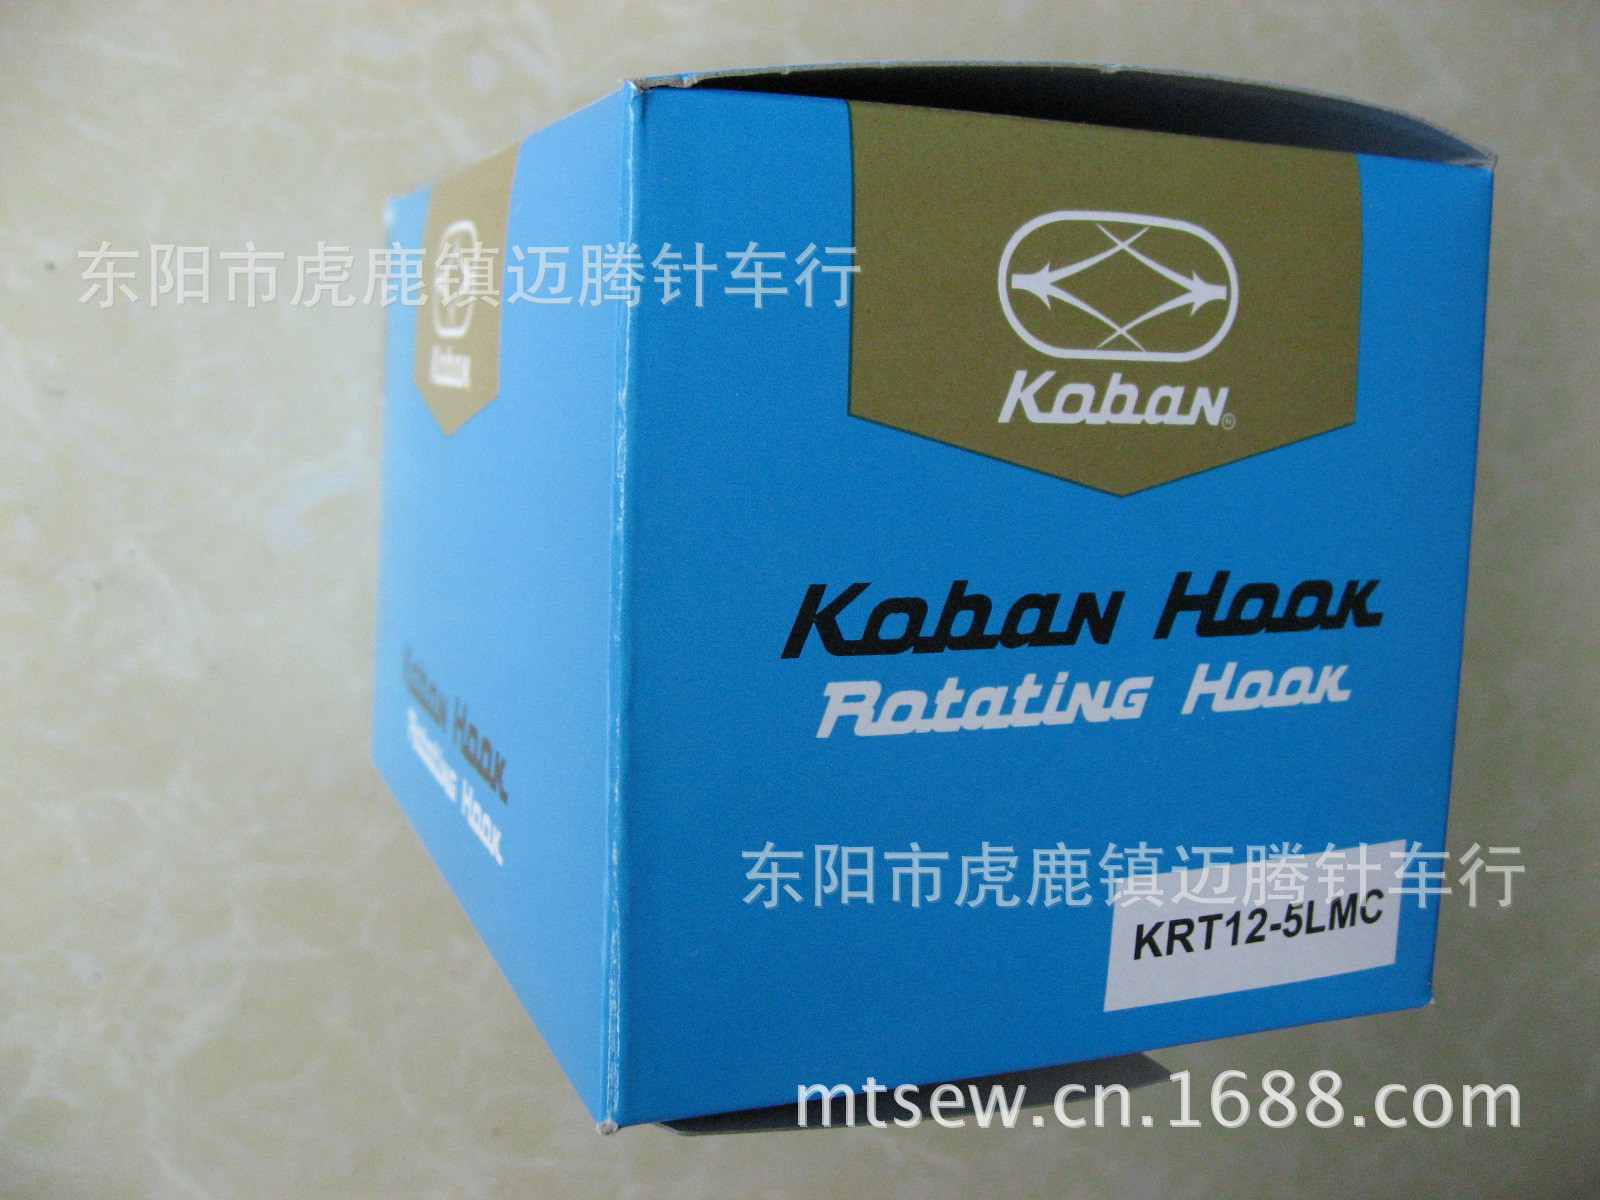 东阳市虎鹿镇迈腾针车行
Koban
Koban®
Koban Hook
Rotating Hook
Koban Hook
Rotating Hook
东阳市虎鹿镇迈腾针车行
KRT12-5LMC
mtsew.cn.1688.com